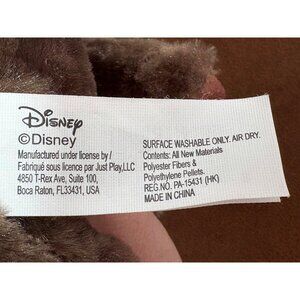 Disney
©Disney
Manufactured under license by /
Fabriqué sous licence par Just Play,LLC
4850 T-Rex Ave, Suite 100,
Boca Raton, FL33431, USA
SURFACE WASHABLE ONLY. AIR DRY.
Contents: All New Materials
Polyester Fibers &
Polyethylene Pellets.
REG.NO. PA-15431 (HK)
MADE IN CHINA